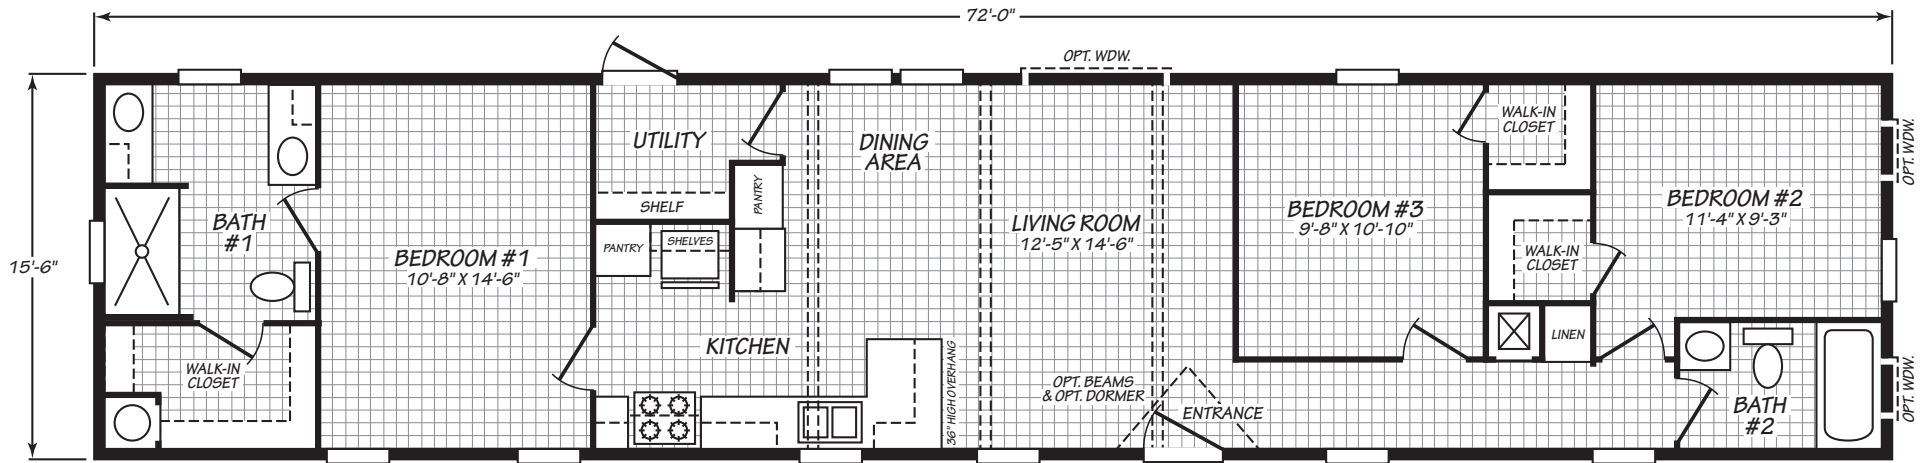 72'-0"
OPT. WDW.
15'-6"
BATH
#1
WALK-IN
CLOSET
BEDROOM #1
10'-8" X 14'-6"
UTILITY
SHELF
PANTRY
PANTRY
SHELVES
KITCHEN
DINING
AREA
36" HIGH OVERHANG
LIVING ROOM
12'-5" X 14'-6"
OPT. BEAMS
& OPT. DORMER
ENTRANCE
BEDROOM #3
9'-8" X 10'-10"
WALK-IN
CLOSET
WALK-IN
CLOSET
LINEN
BEDROOM #2
11'-4" X 9'-3"
BATH
#2
OPT. WDW.
OPT. WDW.